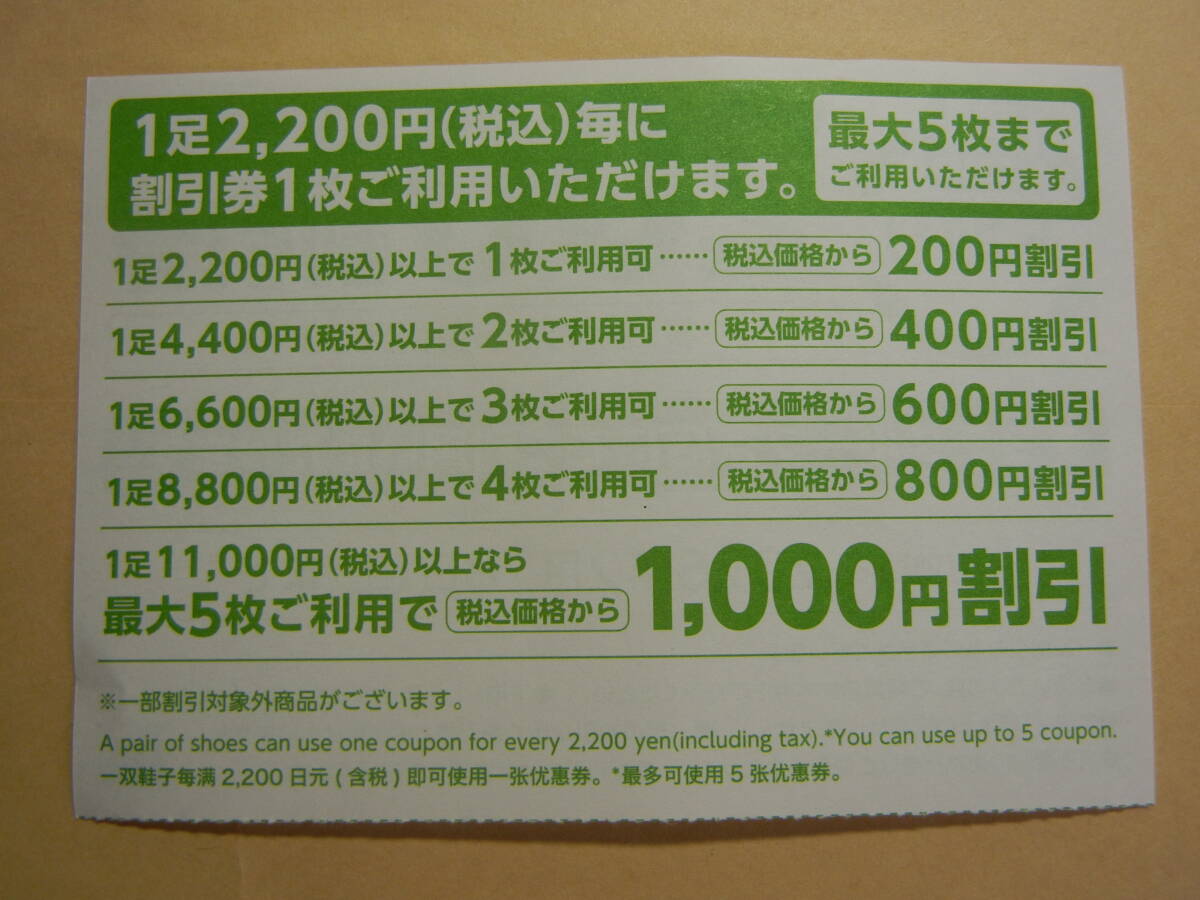 1足2,200円(税込)毎に
割引券1枚ご利用いただけます。
最大5枚まで
ご利用いただけます。
1足2,200円(税込)以上で 1枚ご利用可…… 税込価格から 200円割引
1足4,400円(税込)以上で 2枚ご利用可…… 税込価格から 400円割引
1足6,600円(税込)以上で 3枚ご利用可…… 税込価格から 600円割引
1足8,800円(税込)以上で 4枚ご利用可…… 税込価格から 800円割引
1足11,000円(税込)以上なら
最大5枚ご利用で 税込価格から 1,000円割引
※一部割引対象外商品がございます。
A pair of shoes can use one coupon for every 2,200 yen(including tax).*You can use up to 5 coupon.
一双鞋子每满 2,200 日元 ( 含税 ) 即可使用一张优惠券。*最多可使用 5 张优惠券。